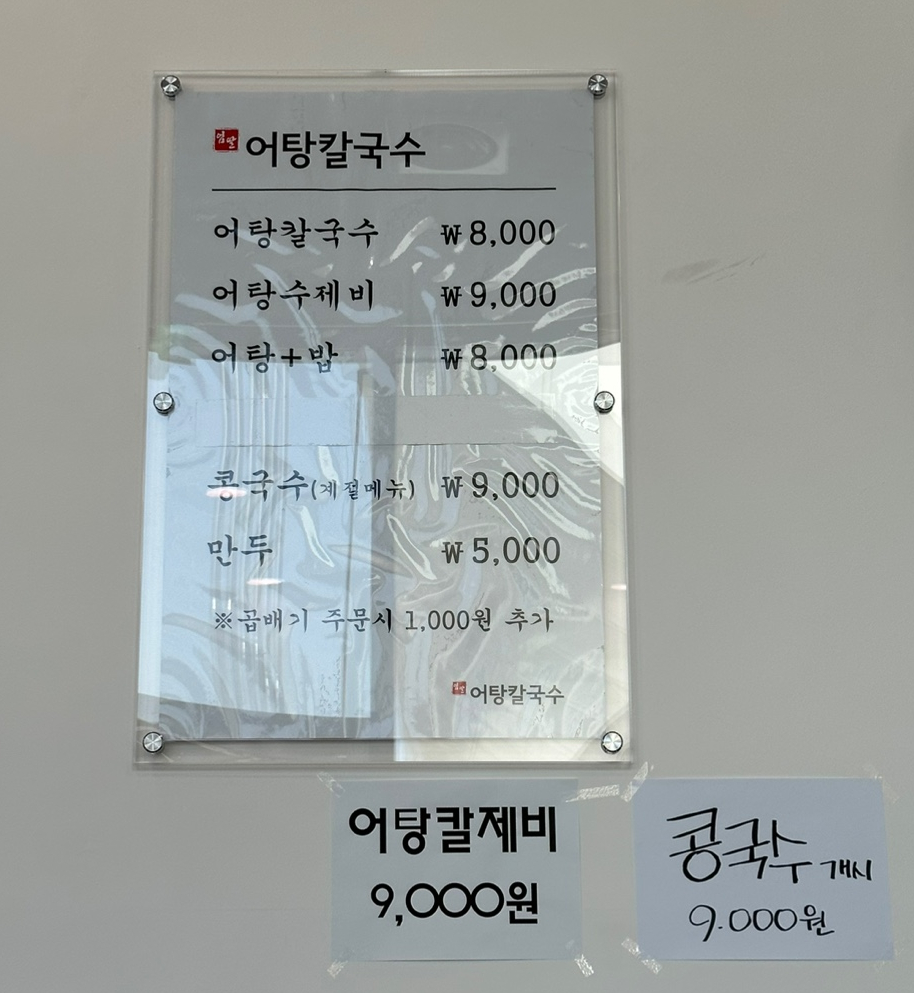 엄딸 어탕칼국수
어탕칼국수 ₩8,000
어탕수제비 ₩9,000
어탕+밥 ₩8,000
콩국수(계절메뉴) ₩9,000
만두 ₩5,000
※곱배기 주문시 1,000원 추가
어탕칼국수
어탕칼제비
9,000원
콩국수 개시
9.000원